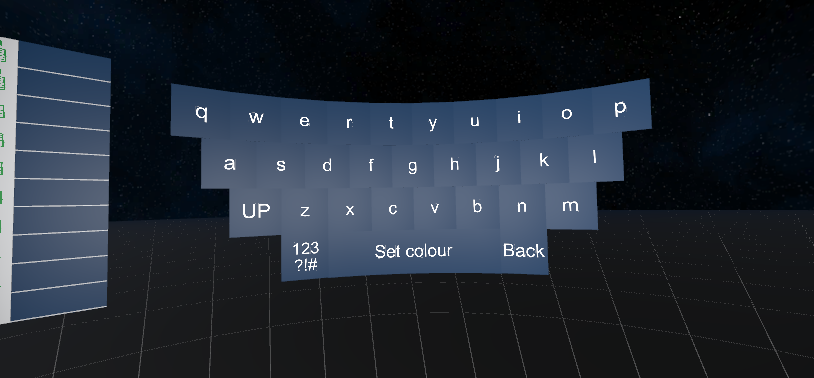 q w e r t y u i o p
a s d f g h j k l
UP z x c v b n m
123
?!# Set colour Back